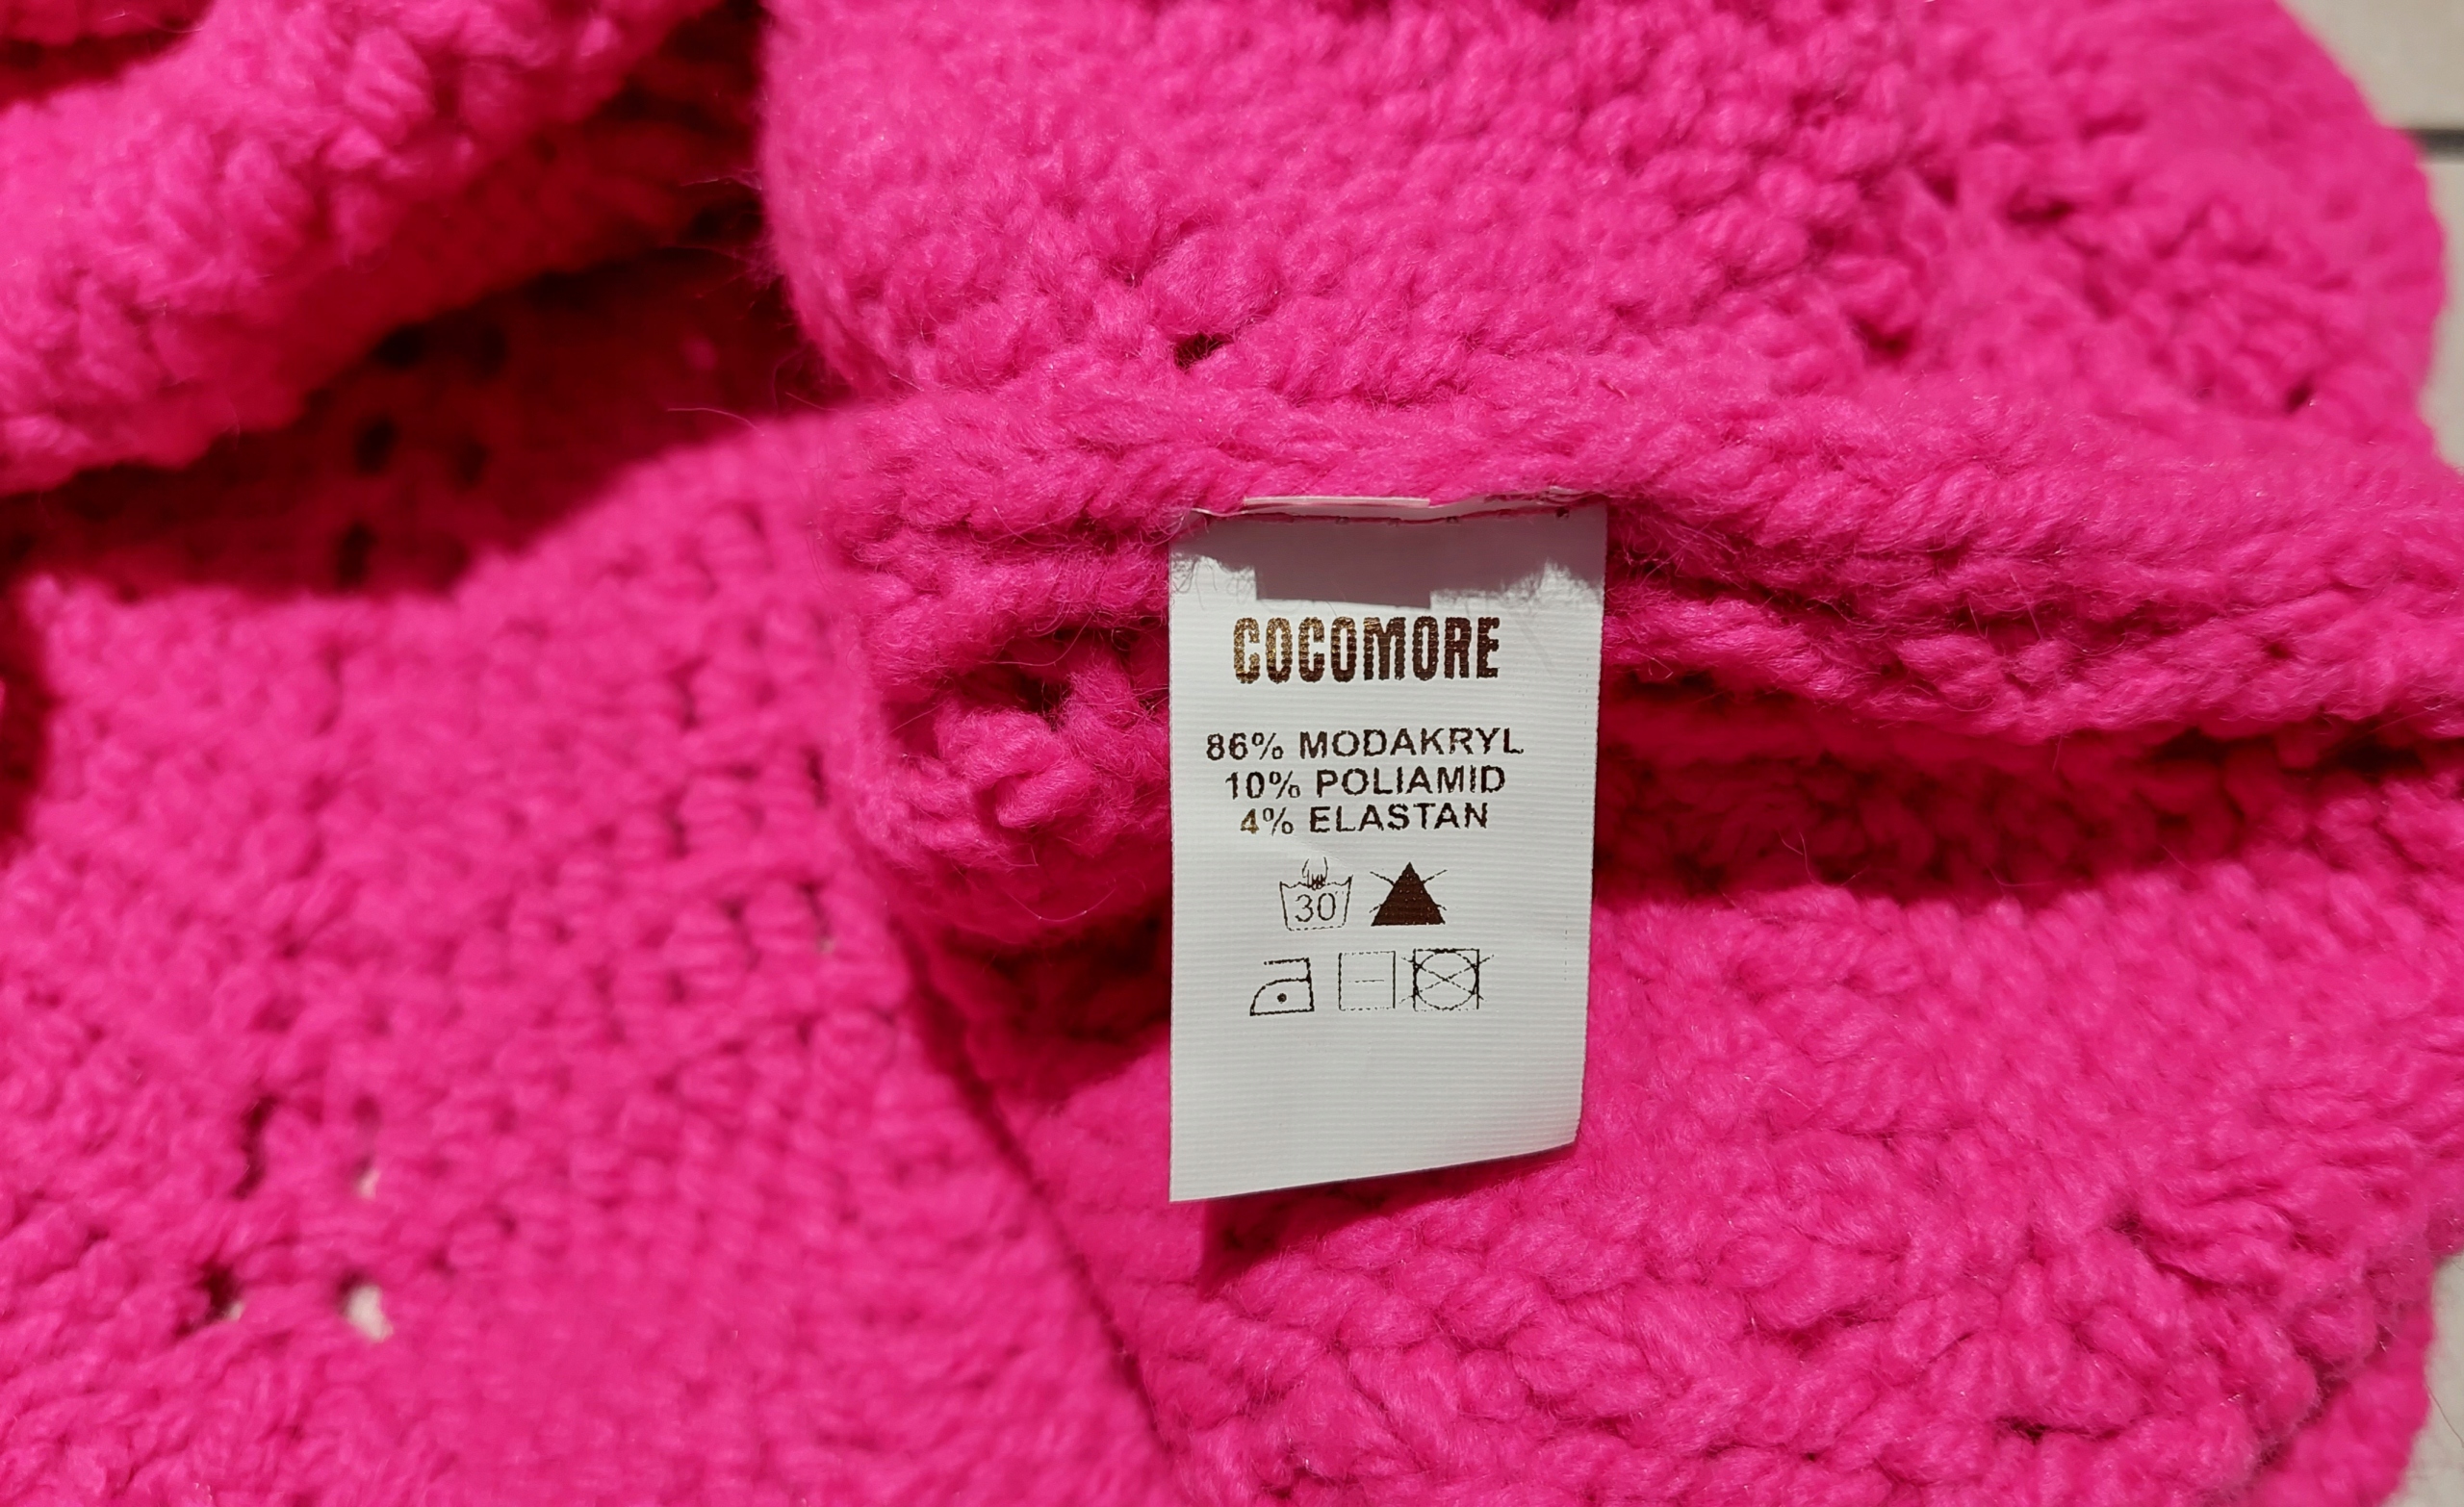 COCOMORE
86% MODAKRYL
10% POLIAMID
4% ELASTAN
30